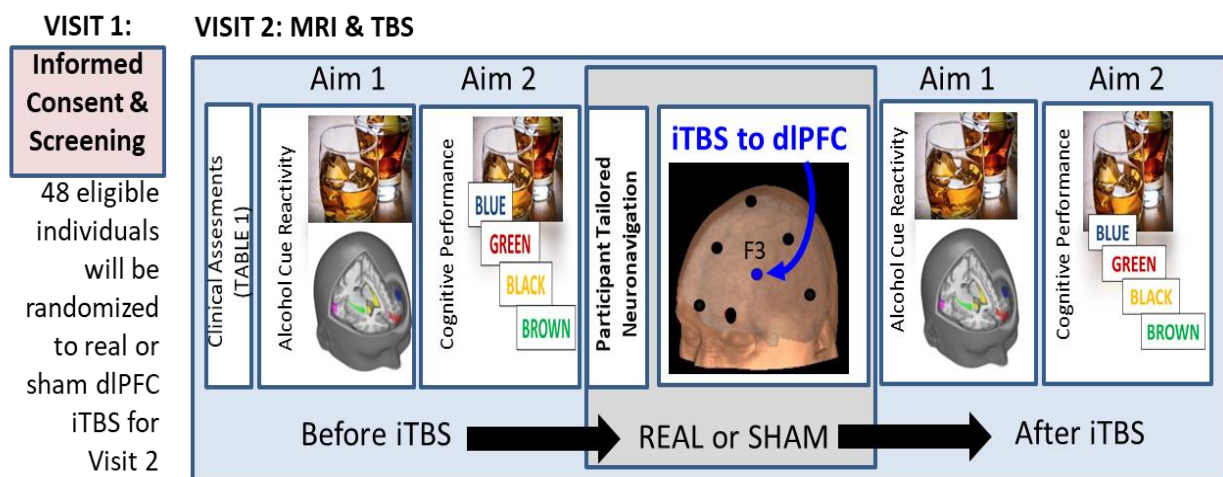 VISIT 1:
Informed
Consent &
Screening
48 eligible
individuals
will be
randomized
to real or
sham dlPFC
iTBS for
Visit 2
VISIT 2: MRI & TBS
Clinical Assesments
(TABLE 1)
Aim 1
Alcohol Cue Reactivity
Aim 2
Cognitive Performance
BLUE
GREEN
BLACK
BROWN
Participant Tailored
Neuronavigation
iTBS to dlPFC
F3
Aim 1
Alcohol Cue Reactivity
Aim 2
Cognitive Performance
BLUE
GREEN
BLACK
BROWN
Before iTBS
REAL or SHAM
After iTBS